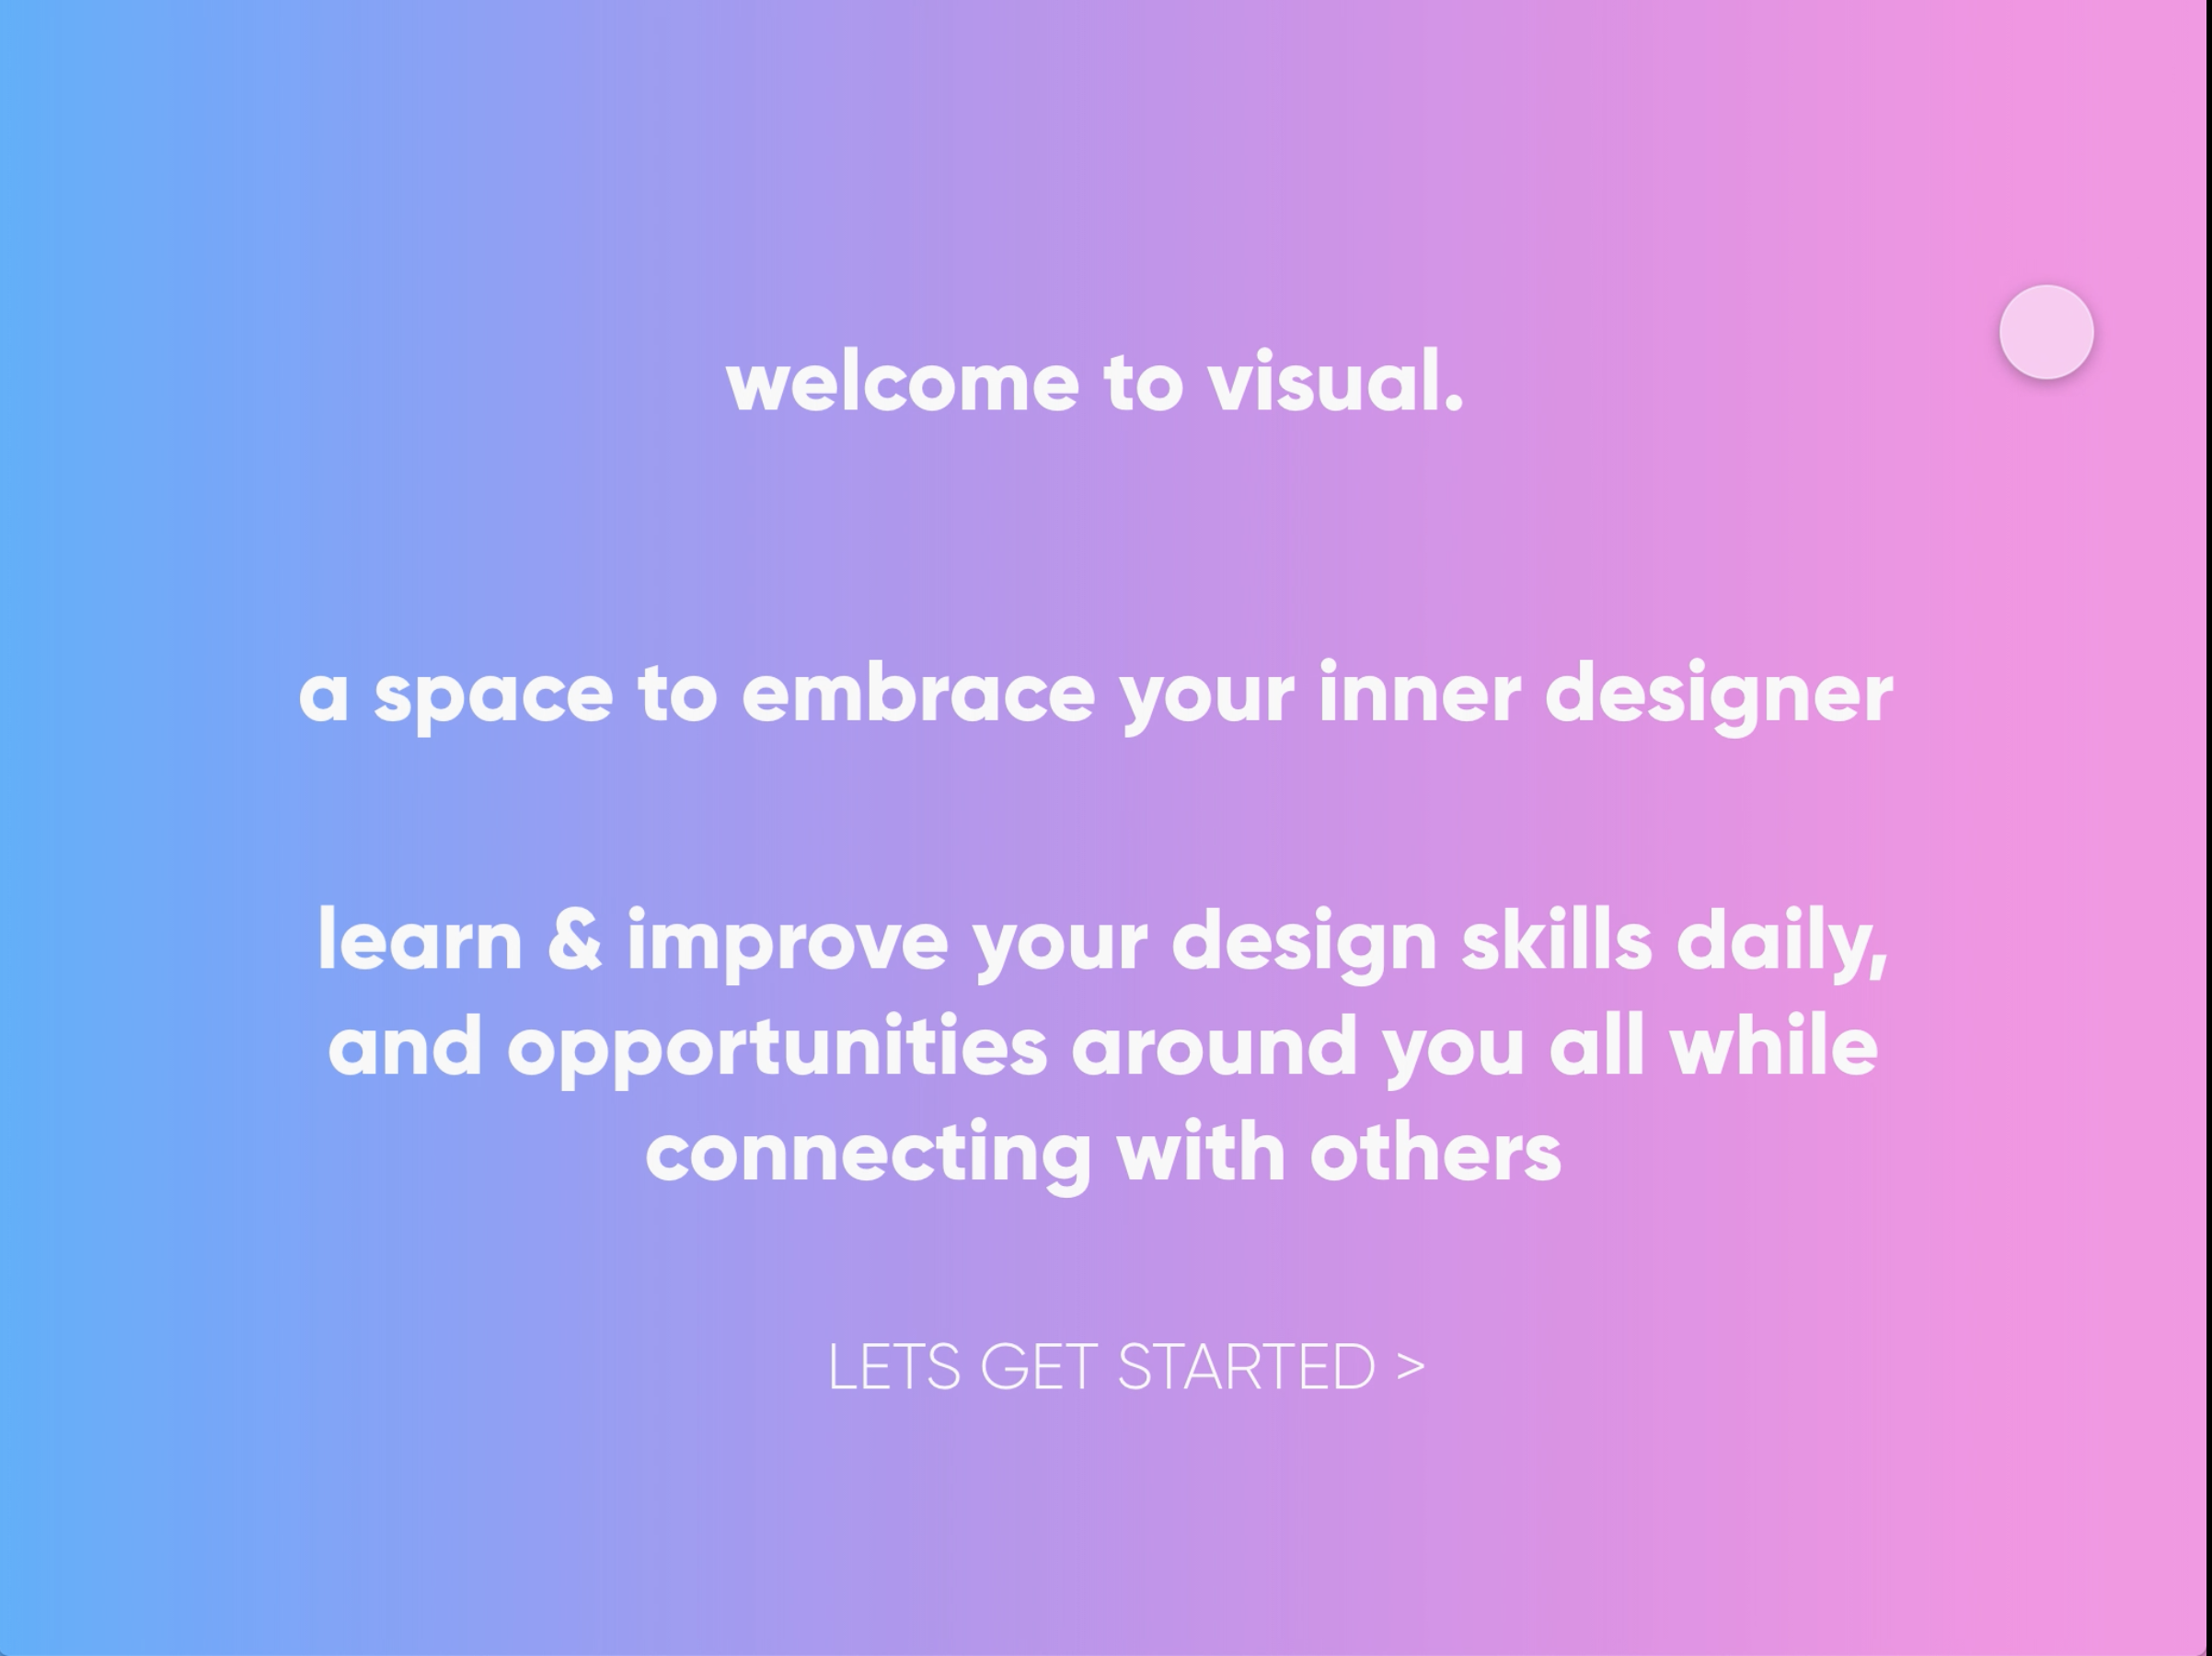 welcome to visual.
a space to embrace your inner designer
learn & improve your design skills daily,
and opportunities around you all while
connecting with others
LETS GET STARTED >